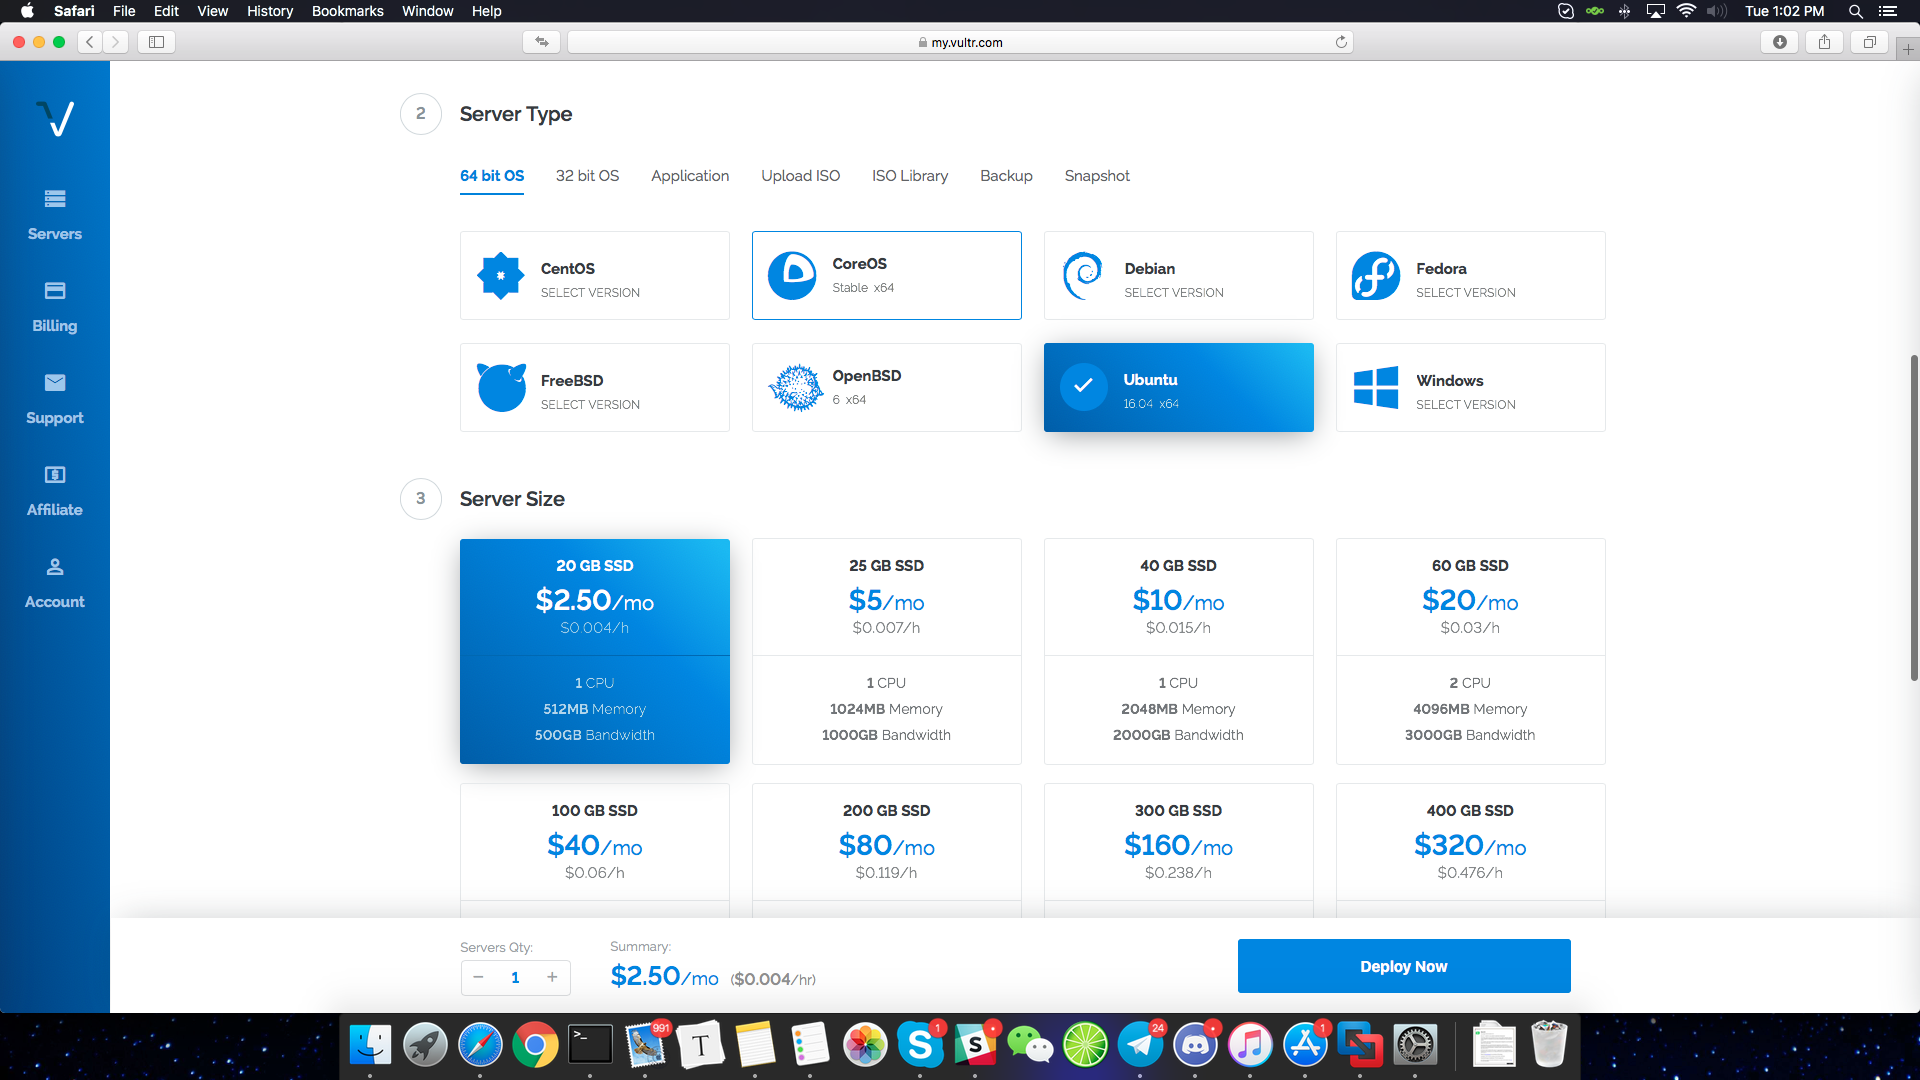 Safari File Edit View History Bookmarks Window Help
Tue 1:02 PM
my.vultr.com
Servers
Billing
Support
Affiliate
Account
2 Server Type
64 bit OS 32 bit OS Application Upload ISO ISO Library Backup Snapshot
CentOS
SELECT VERSION
CoreOS
Stable x64
Debian
SELECT VERSION
Fedora
SELECT VERSION
FreeBSD
SELECT VERSION
OpenBSD
6 x64
Ubuntu
16.04 x64
Windows
SELECT VERSION
3 Server Size
20 GB SSD
$2.50/mo
$0.004/h
1 CPU
512MB Memory
500GB Bandwidth
25 GB SSD
$5/mo
$0.007/h
1 CPU
1024MB Memory
1000GB Bandwidth
40 GB SSD
$10/mo
$0.015/h
1 CPU
2048MB Memory
2000GB Bandwidth
60 GB SSD
$20/mo
$0.03/h
2 CPU
4096MB Memory
3000GB Bandwidth
100 GB SSD
$40/mo
$0.06/h
200 GB SSD
$80/mo
$0.119/h
300 GB SSD
$160/mo
$0.238/h
400 GB SSD
$320/mo
$0.476/h
Servers Qty:
− 1 +
Summary:
$2.50/mo ($0.004/hr)
Deploy Now
991
1
24
1